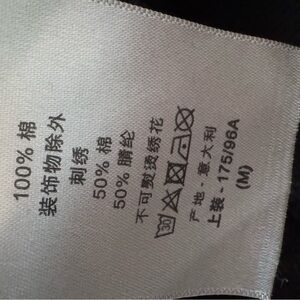 100% 棉
装饰物除外
刺绣
50% 棉
50% 腈纶
不可熨烫绣花
30
产地 - 意大利
上装 - 175/96A
(M)